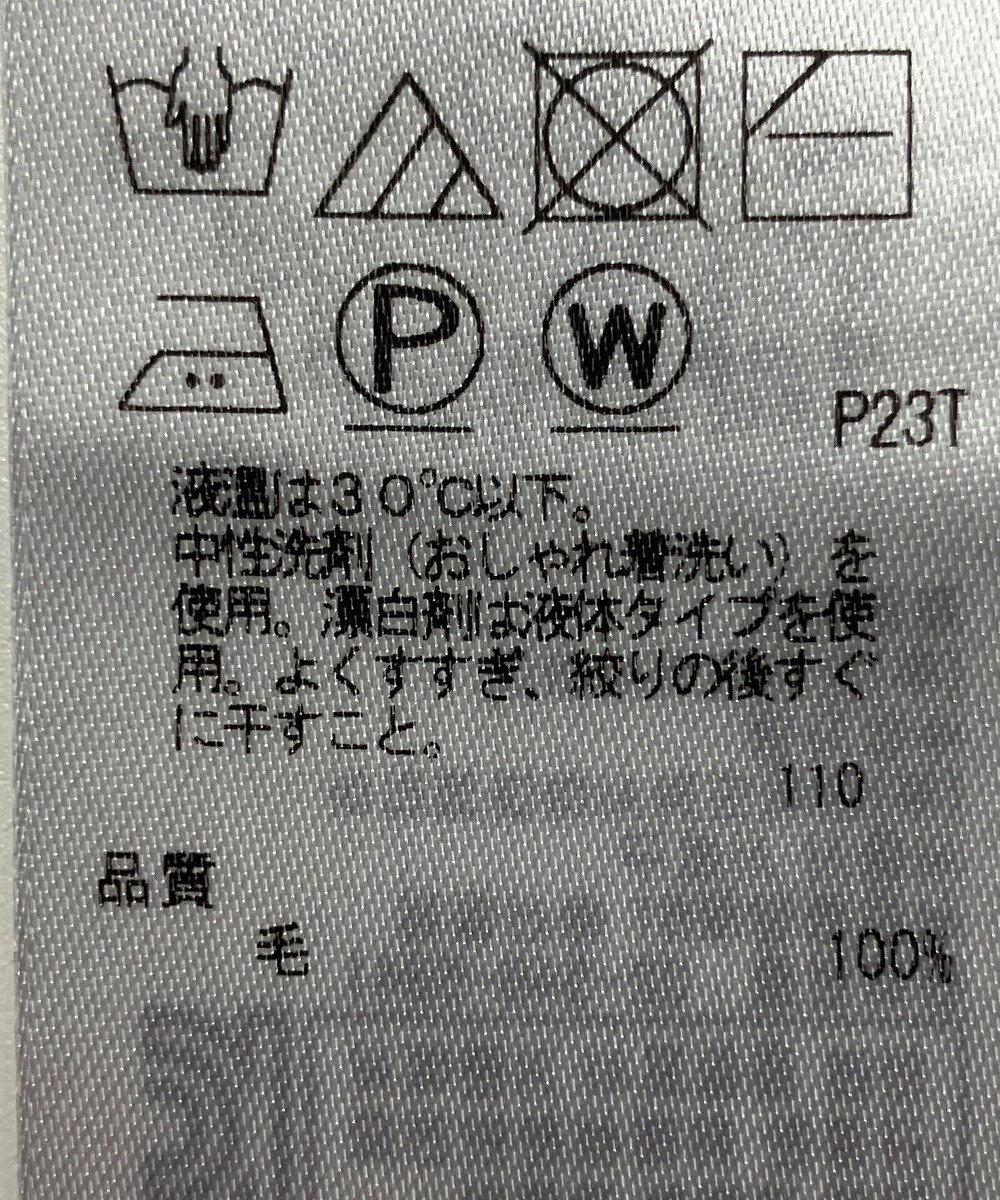 P
W
P23T
液温は30℃以下。
中性洗剤（おしゃれ着洗い）を
使用。漂白剤は液体タイプを使
用。よくすすぎ、絞りの後すぐ
に干すこと。
110
品質
毛 100%